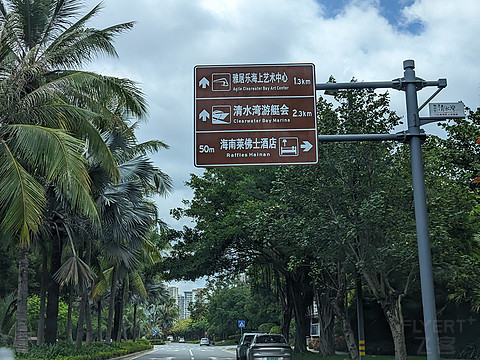 雅居乐海上艺术中心 1.3km
Agile Clearwater Bay Art Center
清水湾游艇会 2.3km
Clearwater Bay Marina
50m 海南莱佛士酒店
Raffles Hainan
FLYERT